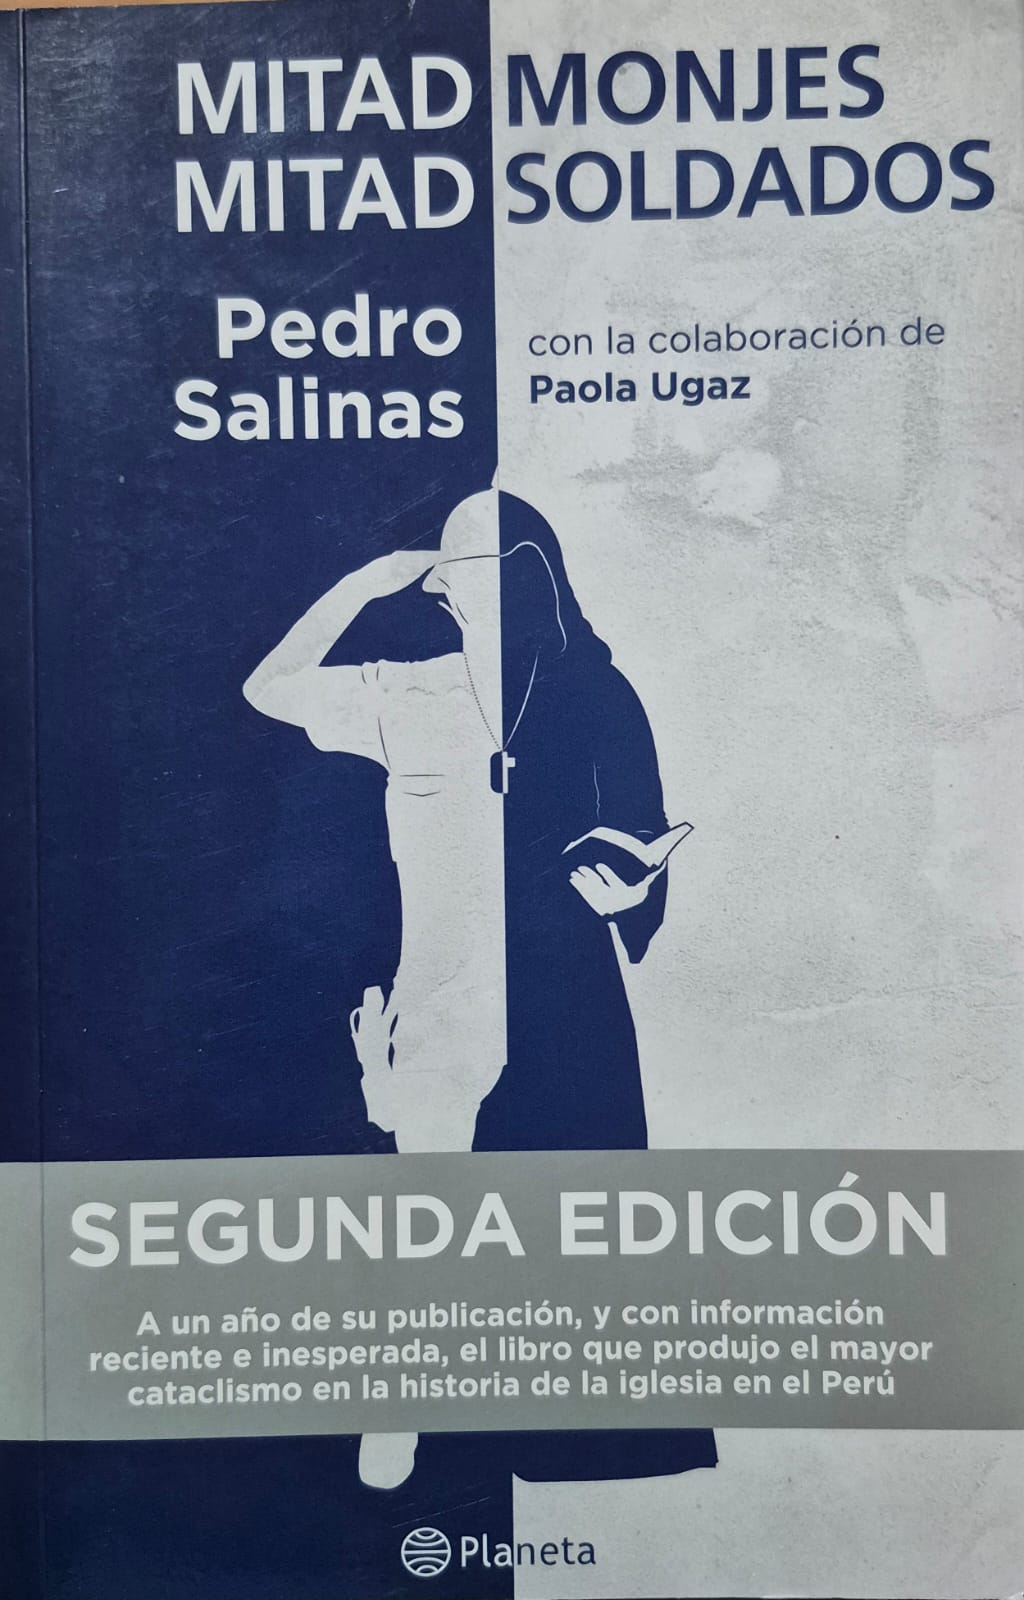 MITAD MONJES
MITAD SOLDADOS
Pedro
Salinas
con la colaboración de
Paola Ugaz
SEGUNDA EDICIÓN
A un año de su publicación, y con información
reciente e inesperada, el libro que produjo el mayor
cataclismo en la historia de la iglesia en el Perú
Planeta